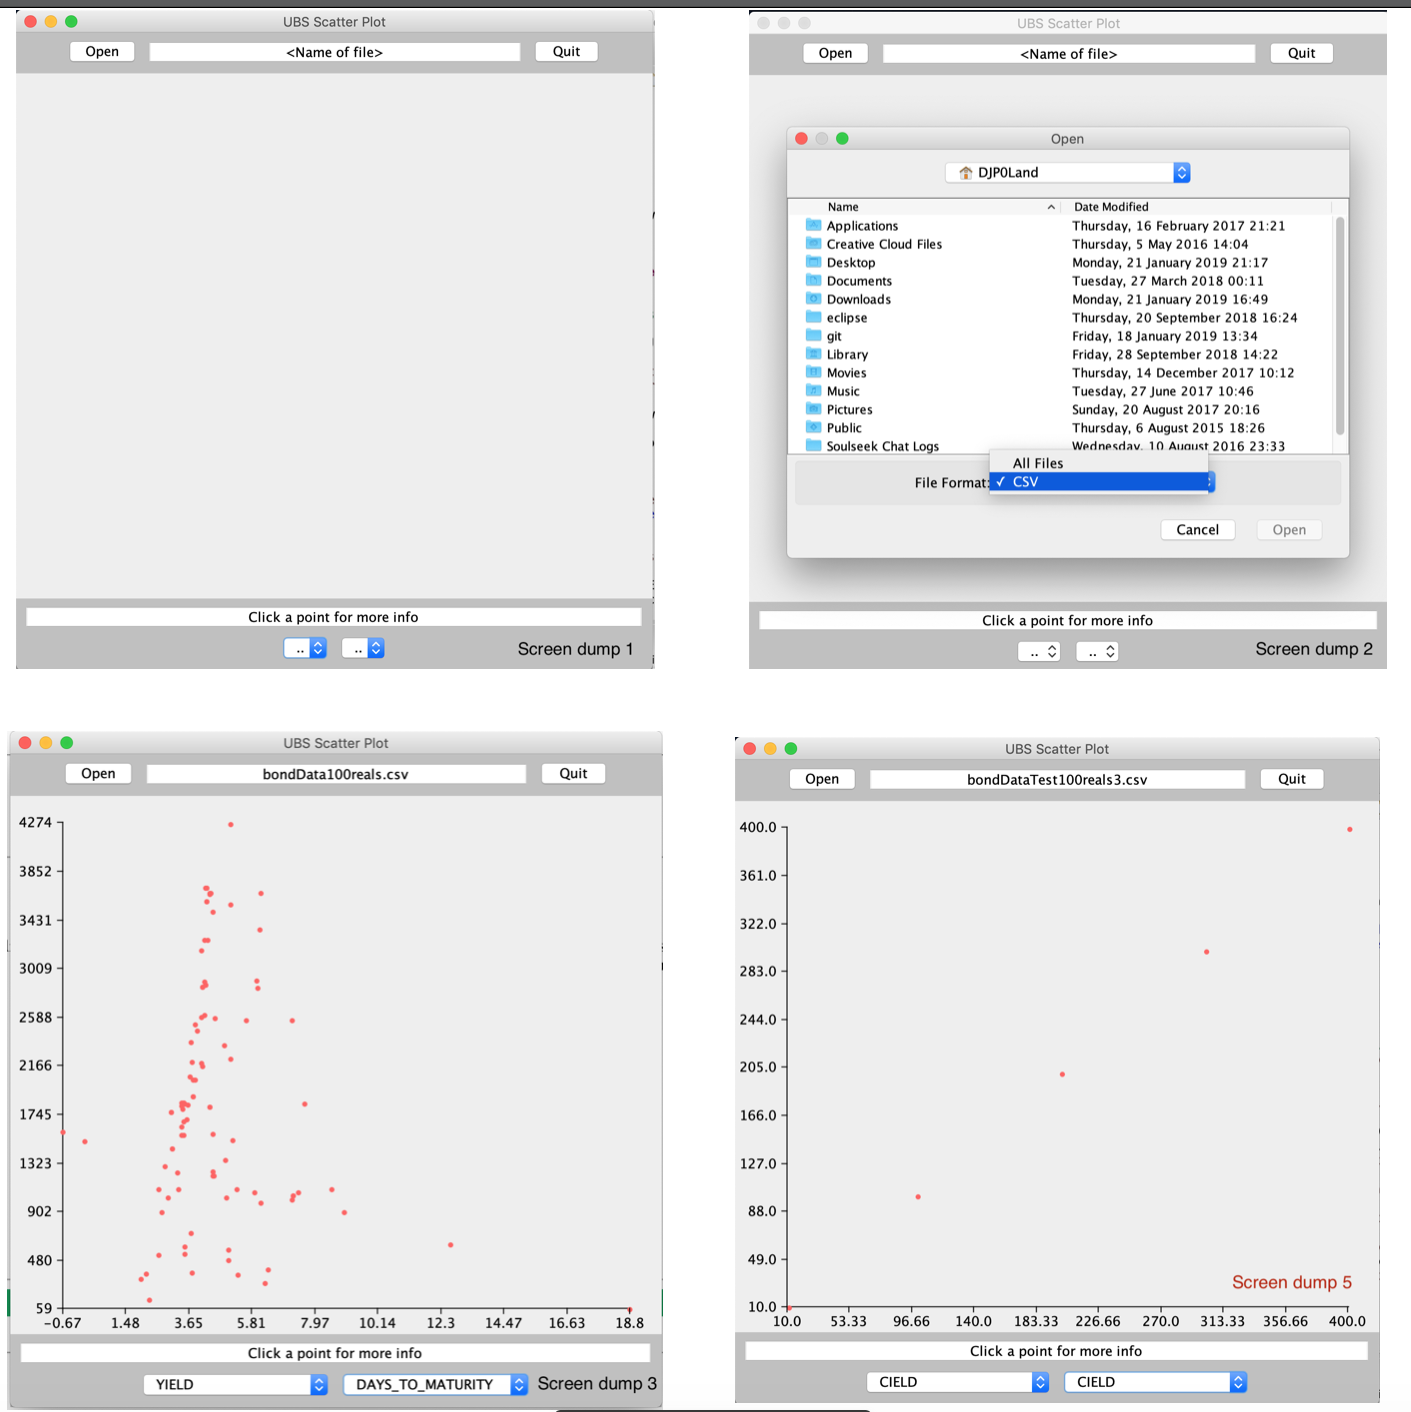 UBS Scatter Plot
Open <Name of file> Quit
Click a point for more info
.. .. Screen dump 1
UBS Scatter Plot
Open <Name of file> Quit
Open
DJP0Land
Name Date Modified
Applications Thursday, 16 February 2017 21:21
Creative Cloud Files Thursday, 5 May 2016 14:04
Desktop Monday, 21 January 2019 21:17
Documents Tuesday, 27 March 2018 00:11
Downloads Monday, 21 January 2019 16:49
eclipse Thursday, 20 September 2018 16:24
git Friday, 18 January 2019 13:34
Library Friday, 28 September 2018 14:22
Movies Thursday, 14 December 2017 10:12
Music Tuesday, 27 June 2017 10:46
Pictures Sunday, 20 August 2017 20:16
Public Thursday, 6 August 2015 18:26
Soulseek Chat Logs Wednesday, 10 August 2016 23:33
All Files
File Format: ✓ CSV
Cancel Open
Click a point for more info
.. .. Screen dump 2
UBS Scatter Plot
Open bondData100reals.csv Quit
4274
3852
3431
3009
2588
2166
1745
1323
902
480
59
−0.67 1.48 3.65 5.81 7.97 10.14 12.3 14.47 16.63 18.8
Click a point for more info
YIELD DAYS_TO_MATURITY Screen dump 3
UBS Scatter Plot
Open bondDataTest100reals3.csv Quit
400.0
361.0
322.0
283.0
244.0
205.0
166.0
127.0
88.0
49.0
Screen dump 5
10.0
10.0 53.33 96.66 140.0 183.33 226.66 270.0 313.33 356.66 400.0
Click a point for more info
CIELD CIELD